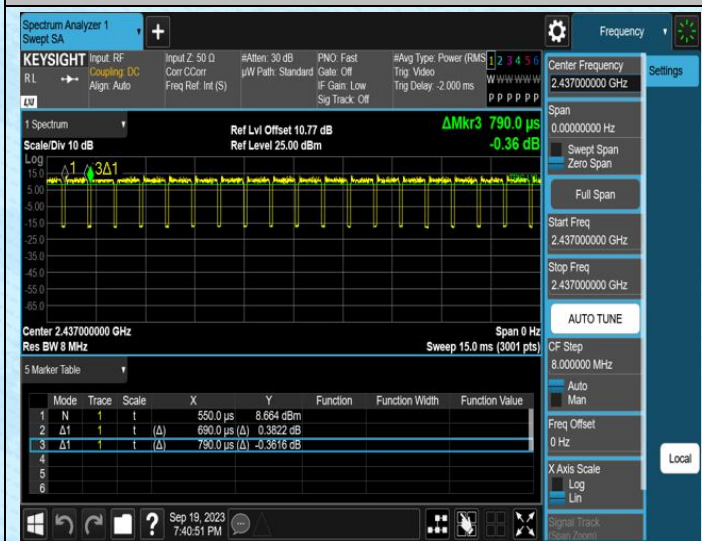 Spectrum Analyzer 1
Swept SA
+
Frequency
KEYSIGHT
RL
LXI
Input: RF
Coupling: DC
Align: Auto
Input Z: 50 Ω
Corr CCorr
Freq Ref: Int (S)
#Atten: 30 dB
µW Path: Standard
PNO: Fast
Gate: Off
IF Gain: Low
Sig Track: Off
#Avg Type: Power (RMS
Trig: Video
Trig Delay: -2.000 ms
1 2 3 4 5 6
W W W W W W
P P P P P P
1 Spectrum
Scale/Div 10 dB
Ref Lvl Offset 10.77 dB
Ref Level 25.00 dBm
ΔMkr3 790.0 µs
-0.36 dB
Log
15.0
5.00
-5.00
-15.0
-25.0
-35.0
-45.0
-55.0
-65.0
1
3Δ1
Center 2.437000000 GHz
Res BW 8 MHz
Span 0 Hz
Sweep 15.0 ms (3001 pts)
5 Marker Table
Mode Trace Scale X Y Function Function Width Function Value
1 N 1 t 550.0 µs 8.664 dBm
2 Δ1 1 t (Δ) 690.0 µs (Δ) 0.3822 dB
3 Δ1 1 t (Δ) 790.0 µs (Δ) -0.3616 dB
4
5
6
Sep 19, 2023
7:40:51 PM
?
Center Frequency
2.437000000 GHz
Span
0.00000000 Hz
Swept Span
Zero Span
Full Span
Start Freq
2.437000000 GHz
Stop Freq
2.437000000 GHz
AUTO TUNE
CF Step
8.000000 MHz
Auto
Man
Freq Offset
0 Hz
X Axis Scale
Log
Lin
Signal Track
(Span Zoom)
Settings
Local